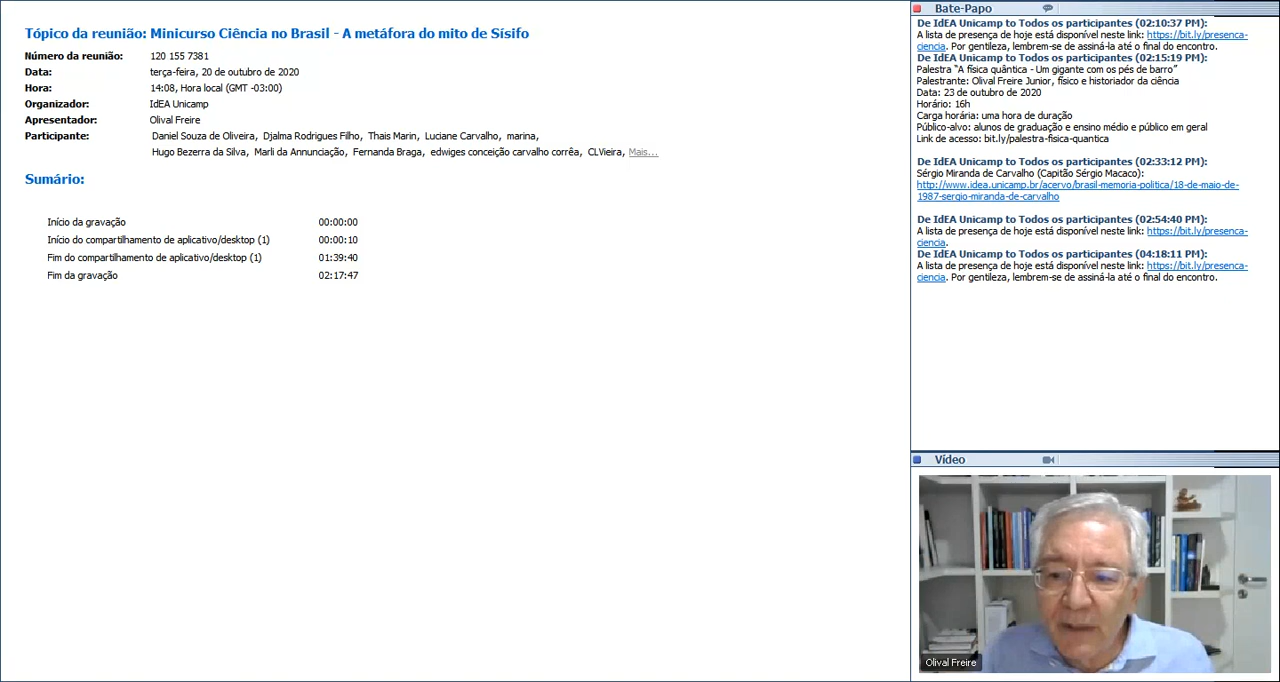 Tópico da reunião: Minicurso Ciência no Brasil - A metáfora do mito de Sísifo
Número da reunião: 120 155 7381
Data: terça-feira, 20 de outubro de 2020
Hora: 14:08, Hora local (GMT -03:00)
Organizador: IdEA Unicamp
Apresentador: Olival Freire
Participante: Daniel Souza de Oliveira, Djalma Rodrigues Filho, Thais Marin, Luciane Carvalho, marina,
Hugo Bezerra da Silva, Marli da Annunciação, Fernanda Braga, edwiges conceição carvalho corrêa, CLVieira, Mais...
Sumário:
Início da gravação 00:00:00
Início do compartilhamento de aplicativo/desktop (1) 00:00:10
Fim do compartilhamento de aplicativo/desktop (1) 01:39:40
Fim da gravação 02:17:47
Bate-Papo
De IdEA Unicamp to Todos os participantes (02:10:37 PM):
A lista de presença de hoje está disponível neste link: https://bit.ly/presenca-
ciencia. Por gentileza, lembrem-se de assiná-la até o final do encontro.
De IdEA Unicamp to Todos os participantes (02:15:19 PM):
Palestra “A física quântica - Um gigante com os pés de barro”
Palestrante: Olival Freire Junior, físico e historiador da ciência
Data: 23 de outubro de 2020
Horário: 16h
Carga horária: uma hora de duração
Público-alvo: alunos de graduação e ensino médio e público em geral
Link de acesso: bit.ly/palestra-fisica-quantica
De IdEA Unicamp to Todos os participantes (02:33:12 PM):
Sérgio Miranda de Carvalho (Capitão Sérgio Macaco):
http://www.idea.unicamp.br/acervo/brasil-memoria-politica/18-de-maio-de-
1987-sergio-miranda-de-carvalho
De IdEA Unicamp to Todos os participantes (02:54:40 PM):
A lista de presença de hoje está disponível neste link: https://bit.ly/presenca-
ciencia.
De IdEA Unicamp to Todos os participantes (04:18:11 PM):
A lista de presença de hoje está disponível neste link: https://bit.ly/presenca-
ciencia. Por gentileza, lembrem-se de assiná-la até o final do encontro.
Vídeo
Olival Freire